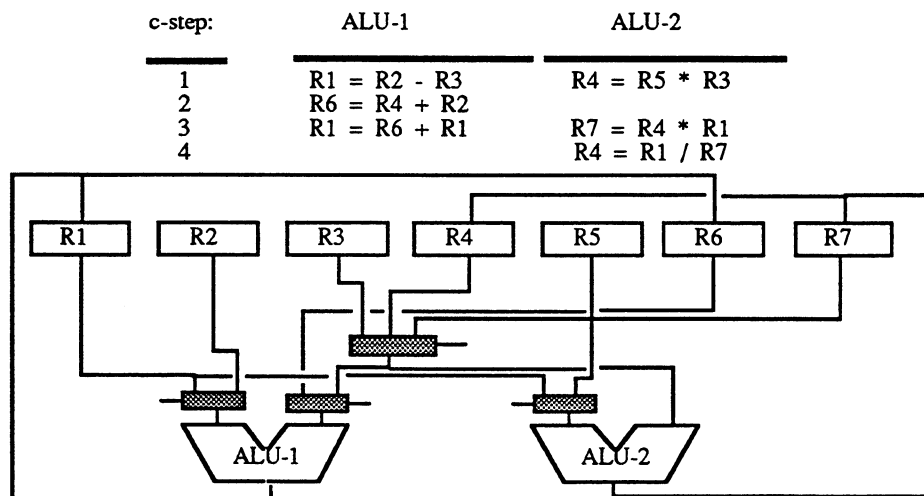 c-step: ALU-1 ALU-2
1 R1 = R2 - R3 R4 = R5 * R3
2 R6 = R4 + R2
3 R1 = R6 + R1 R7 = R4 * R1
4 R4 = R1 / R7
R1 R2 R3 R4 R5 R6 R7
ALU-1 ALU-2